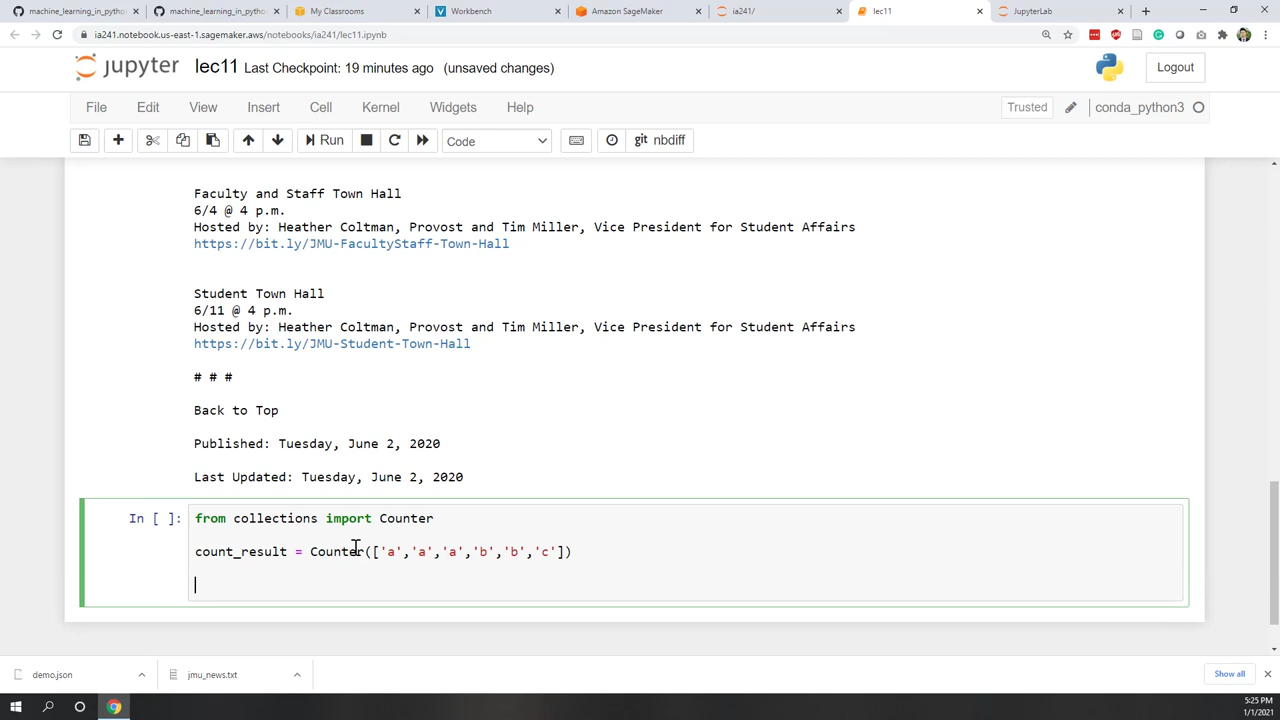 machine_learning_in_pytho
machine_learning_in_pytho
My Classrooms
Workbench
Amazon SageMaker
ia241/
lec11
JupyterLab
ia241.notebook.us-east-1.sagemaker.aws/notebooks/ia241/lec11.ipynb
jupyter lec11 Last Checkpoint: 19 minutes ago (unsaved changes)
Logout
File Edit View Insert Cell Kernel Widgets Help
Trusted
conda_python3
Run
Code
git nbdiff
Faculty and Staff Town Hall
6/4 @ 4 p.m.
Hosted by: Heather Coltman, Provost and Tim Miller, Vice President for Student Affairs
https://bit.ly/JMU-FacultyStaff-Town-Hall
Student Town Hall
6/11 @ 4 p.m.
Hosted by: Heather Coltman, Provost and Tim Miller, Vice President for Student Affairs
https://bit.ly/JMU-Student-Town-Hall
# # #
Back to Top
Published: Tuesday, June 2, 2020
Last Updated: Tuesday, June 2, 2020
In [ ]: from collections import Counter
count_result = Counter(['a','a','a','b','b','c'])
demo.json
jmu_news.txt
Show all
5:25 PM
1/1/2021